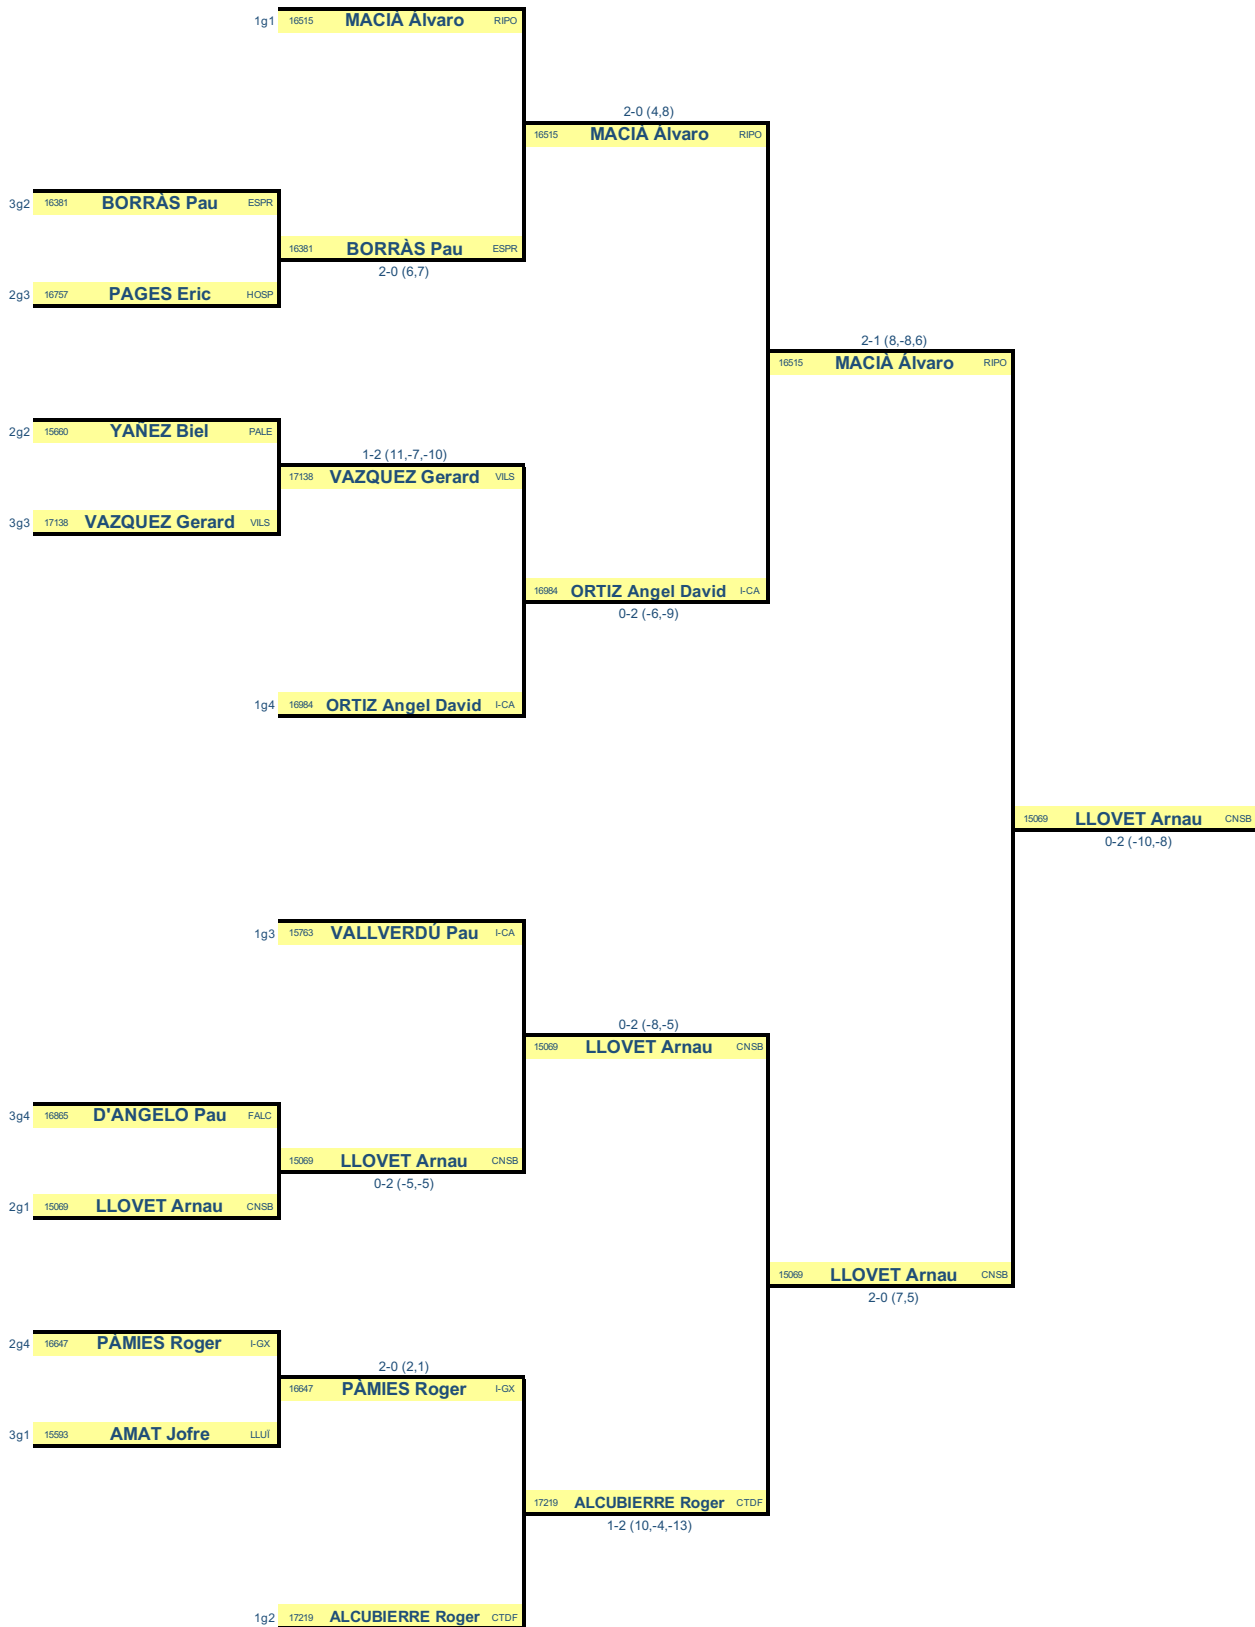 1g1 16515 MACIÀ Álvaro RIPO
2-0 (4,8)
16515 MACIÀ Álvaro RIPO
3g2 16381 BORRÀS Pau ESPR
16381 BORRÀS Pau ESPR
2-0 (6,7)
2g3 16757 PAGES Eric HOSP
2-1 (8,-8,6)
16515 MACIÀ Álvaro RIPO
2g2 15660 YAÑEZ Biel PALE
1-2 (11,-7,-10)
17138 VAZQUEZ Gerard VILS
3g3 17138 VAZQUEZ Gerard VILS
16984 ORTIZ Angel David I-CA
0-2 (-6,-9)
1g4 16984 ORTIZ Angel David I-CA
15069 LLOVET Arnau CNSB
0-2 (-10,-8)
1g3 15763 VALLVERDÚ Pau I-CA
0-2 (-8,-5)
15069 LLOVET Arnau CNSB
3g4 16865 D'ANGELO Pau FALC
15069 LLOVET Arnau CNSB
0-2 (-5,-5)
2g1 15069 LLOVET Arnau CNSB
15069 LLOVET Arnau CNSB
2-0 (7,5)
2g4 16647 PÀMIES Roger I-GX
2-0 (2,1)
16647 PÀMIES Roger I-GX
3g1 15593 AMAT Jofre LLUÏ
17219 ALCUBIERRE Roger CTDF
1-2 (10,-4,-13)
1g2 17219 ALCUBIERRE Roger CTDF